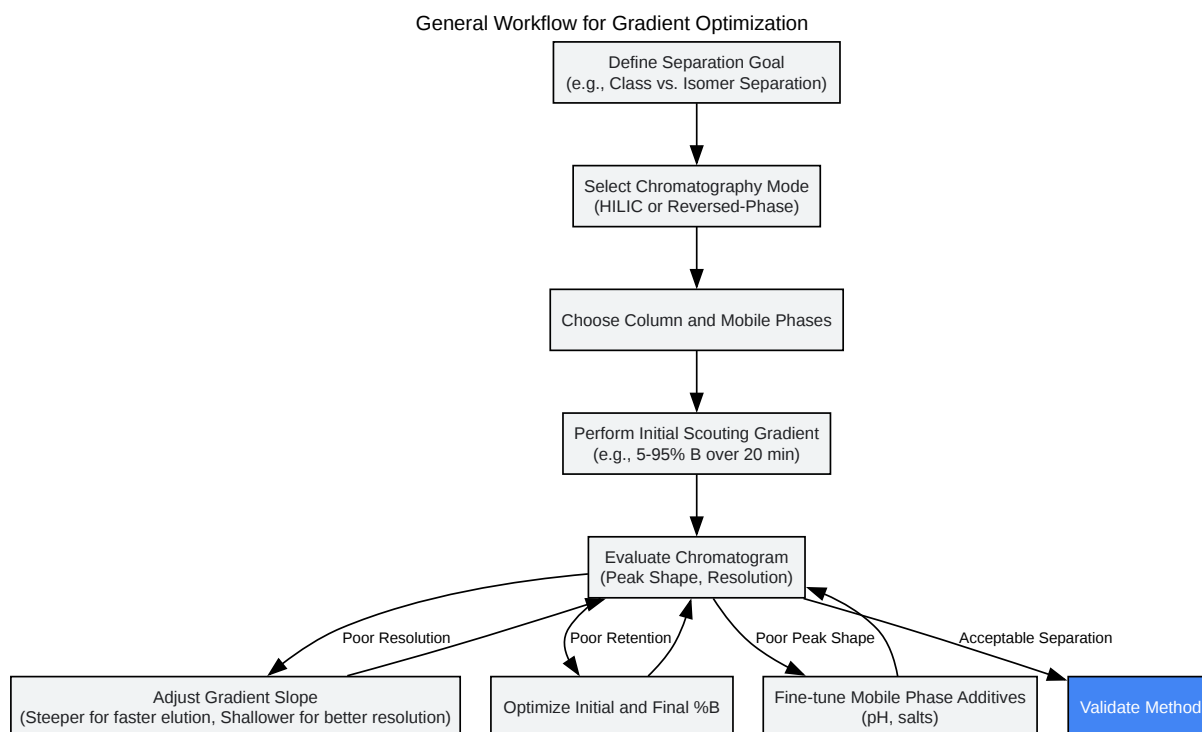 General Workflow for Gradient Optimization
Define Separation Goal
(e.g., Class vs. Isomer Separation)
Select Chromatography Mode
(HILIC or Reversed-Phase)
Choose Column and Mobile Phases
Perform Initial Scouting Gradient
(e.g., 5-95% B over 20 min)
Evaluate Chromatogram
(Peak Shape, Resolution)
Poor Resolution
Poor Retention
Poor Peak Shape
Acceptable Separation
Adjust Gradient Slope
(Steeper for faster elution, Shallower for better resolution)
Optimize Initial and Final %B
Fine-tune Mobile Phase Additives
(pH, salts)
Validate Method